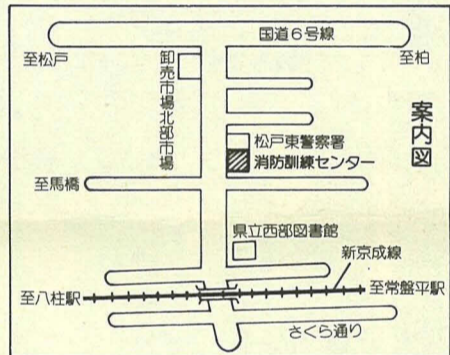 国道6号線
至松戸
至柏
卸売市場北部市場
案内図
松戸東警察署
消防訓練センター
至馬橋
県立西部図書館
新京成線
至八柱駅
至常盤平駅
さくら通り